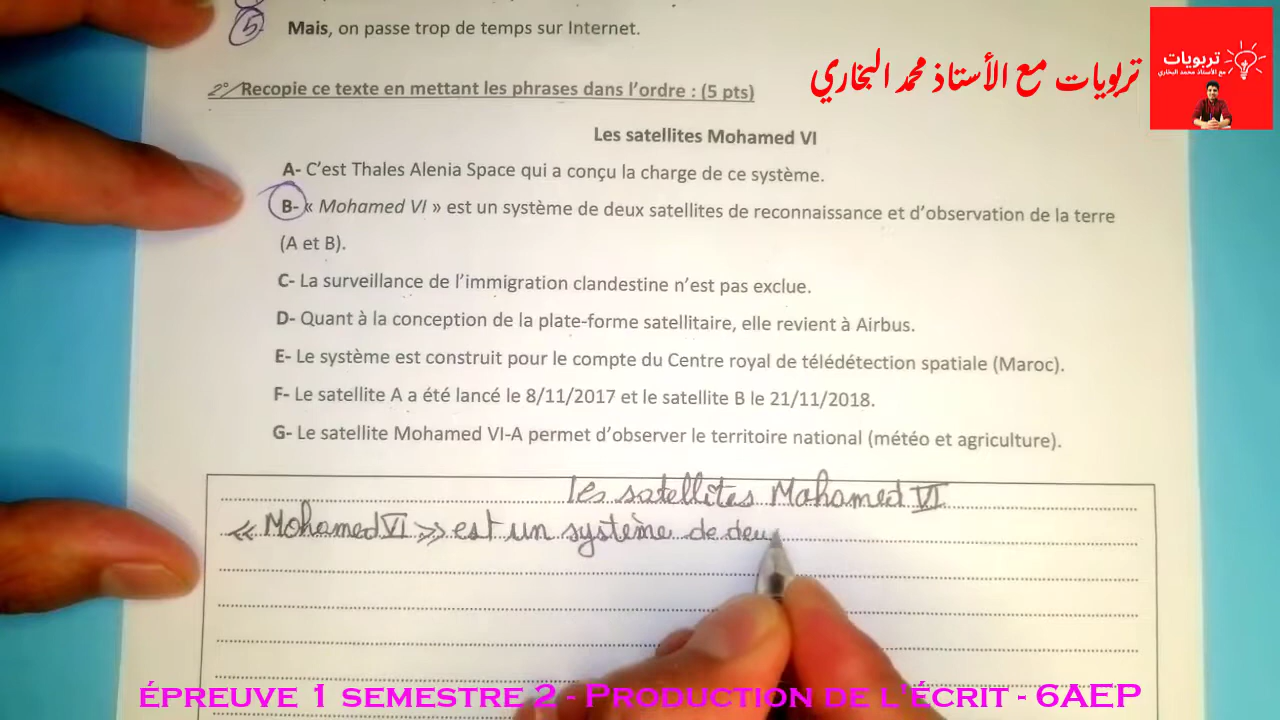 5 Mais, on passe trop de temps sur Internet.
تربويات مع الأستاذ محمد البخاري
تربويات
مع الأستاذ محمد البخاري
2°/ Recopie ce texte en mettant les phrases dans l'ordre : (5 pts)
Les satellites Mohamed VI
A- C'est Thales Alenia Space qui a conçu la charge de ce système.
B- « Mohamed VI » est un système de deux satellites de reconnaissance et d'observation de la terre
(A et B).
C- La surveillance de l'immigration clandestine n'est pas exclue.
D- Quant à la conception de la plate-forme satellitaire, elle revient à Airbus.
E- Le système est construit pour le compte du Centre royal de télédétection spatiale (Maroc).
F- Le satellite A a été lancé le 8/11/2017 et le satellite B le 21/11/2018.
G- Le satellite Mohamed VI-A permet d'observer le territoire national (météo et agriculture).
les satellites Mohamed VI
« Mohamed VI » est un système de deu
épreuve 1 semestre 2 - Production de l'écrit - 6AEP